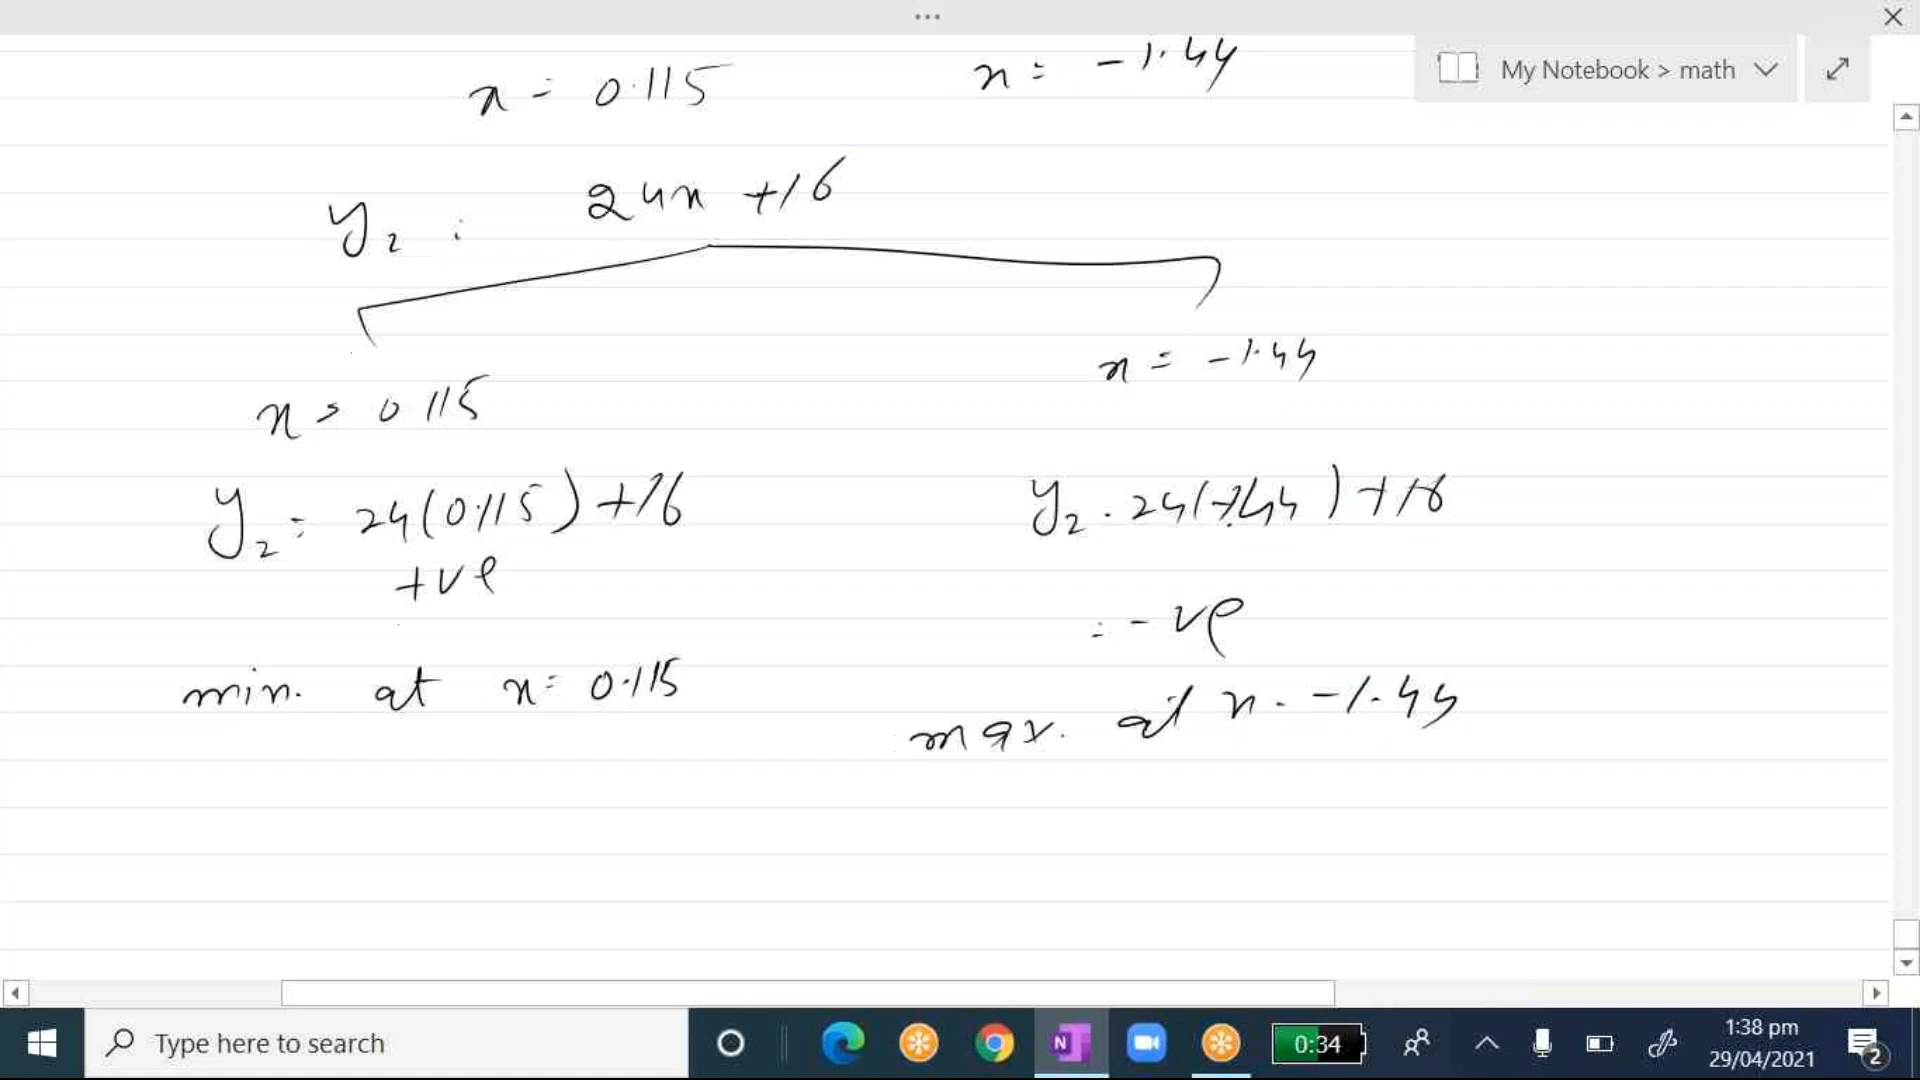 x = 0.115    x = -1.44
My Notebook > math
y₂ = 24x + 16
x = 0.115    x = -1.44
y₂ = 24(0.115) + 16    y₂ = 24(-1.44) + 16
+ve    = -ve
min. at x = 0.115    max. at x = -1.44
Type here to search
N
0:34
1:38 pm
29/04/2021
2